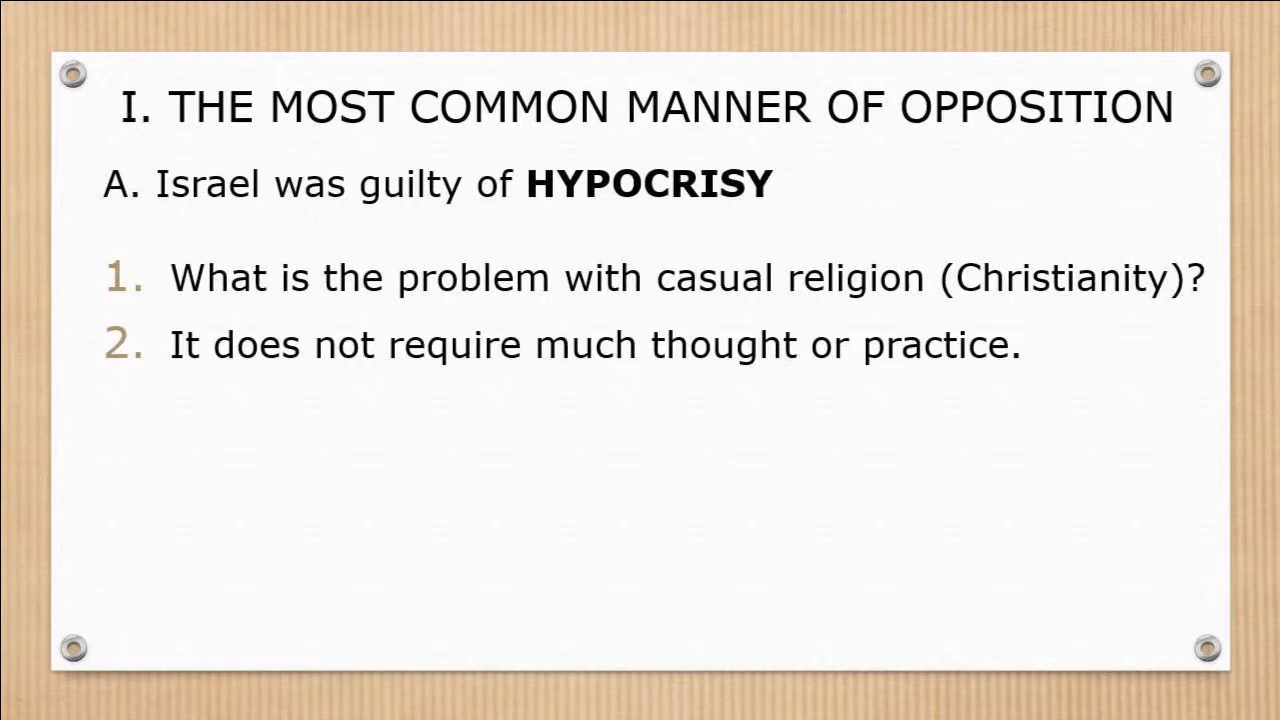 I. THE MOST COMMON MANNER OF OPPOSITION
A. Israel was guilty of HYPOCRISY
1. What is the problem with casual religion (Christianity)?
2. It does not require much thought or practice.